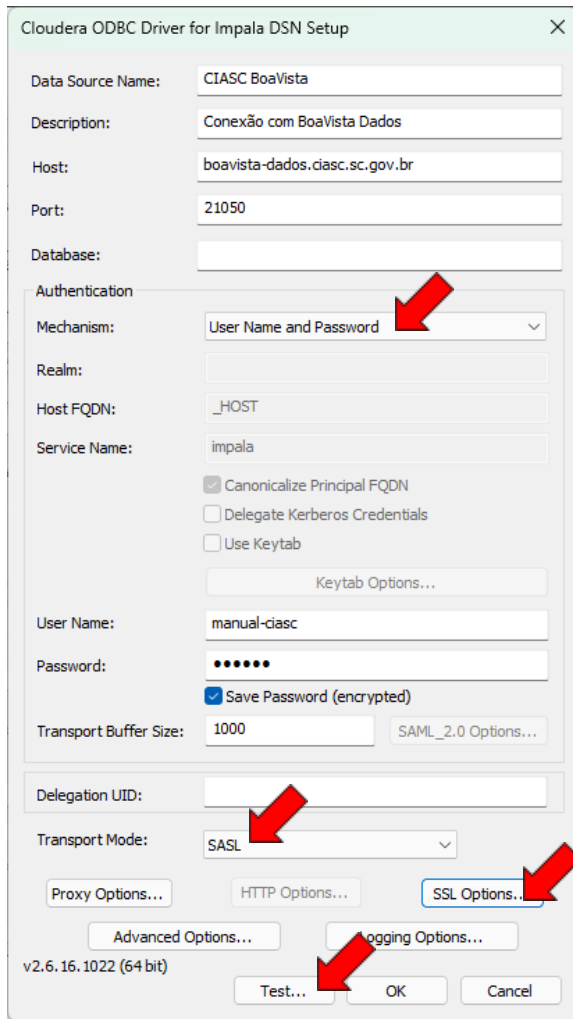 Cloudera ODBC Driver for Impala DSN Setup
Data Source Name: CIASC BoaVista
Description: Conexão com BoaVista Dados
Host: boavista-dados.ciasc.sc.gov.br
Port: 21050
Database:
Authentication
Mechanism: User Name and Password
Realm:
Host FQDN: _HOST
Service Name: impala
Canonicalize Principal FQDN
Delegate Kerberos Credentials
Use Keytab
Keytab Options...
User Name: manual-ciasc
Password: ••••••
Save Password (encrypted)
Transport Buffer Size: 1000 SAML_2.0 Options...
Delegation UID:
Transport Mode: SASL
Proxy Options... HTTP Options... SSL Options...
Advanced Options... Logging Options...
v2.6.16.1022 (64 bit)
Test... OK Cancel